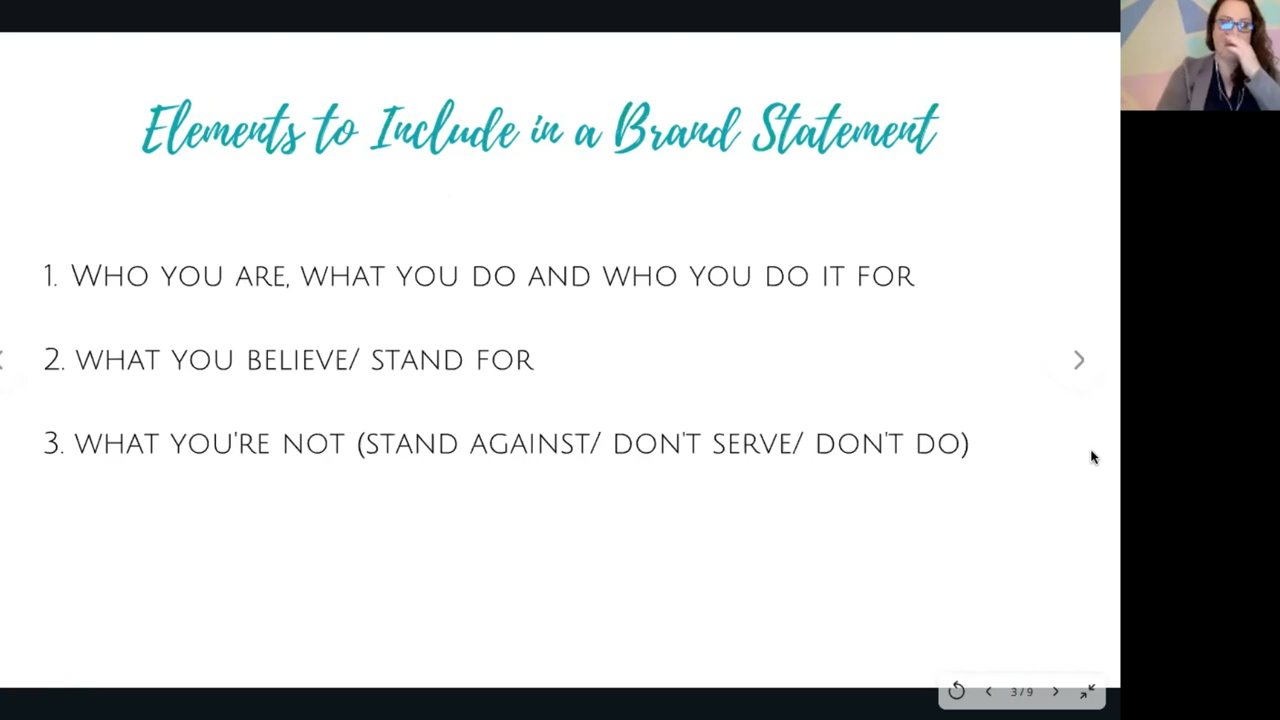 Elements to Include in a Brand Statement
1. WHO YOU ARE, WHAT YOU DO AND WHO YOU DO IT FOR
2. WHAT YOU BELIEVE/ STAND FOR
3. WHAT YOU'RE NOT (STAND AGAINST/ DON'T SERVE/ DON'T DO)
3/9